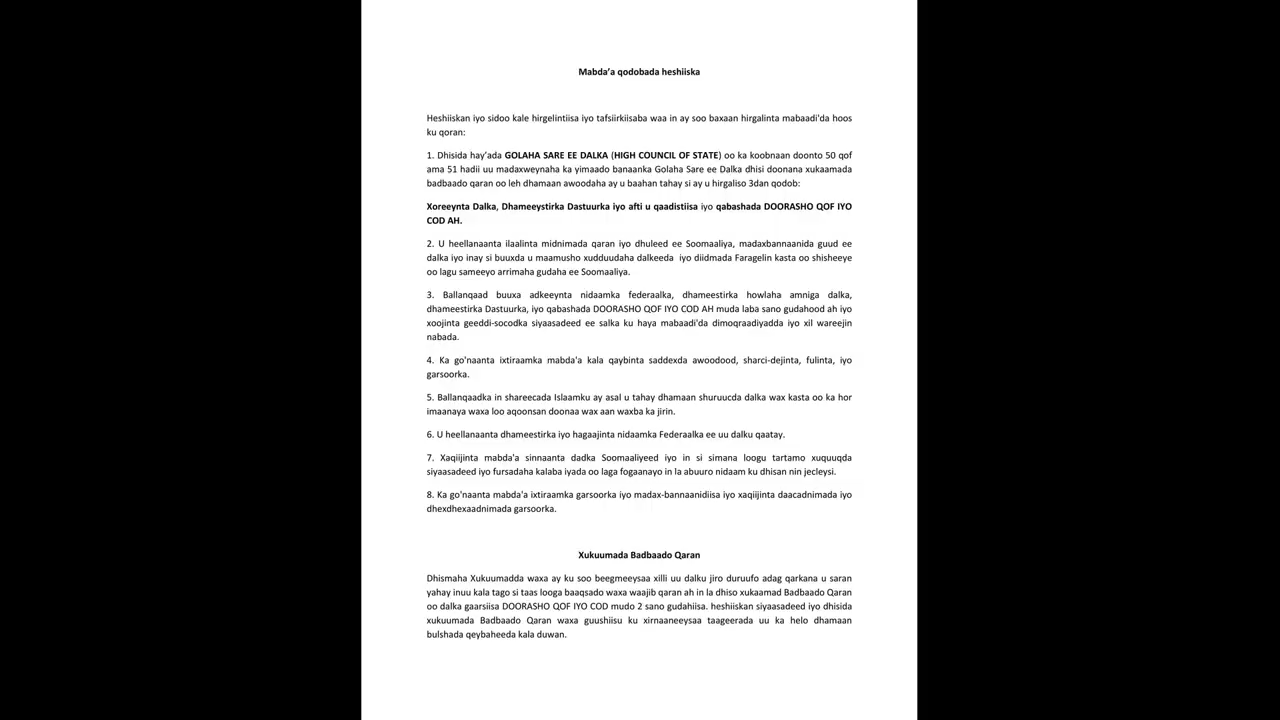 Mabda’a qodobada heshiiska
Heshiiskan iyo sidoo kale hirgelintiisa iyo tafsiirkiisaba waa in ay soo baxaan hirgalinta mabaadi'da hoos
ku qoran:
1. Dhisida hay’ada GOLAHA SARE EE DALKA (HIGH COUNCIL OF STATE) oo ka koobnaan doonto 50 qof
ama 51 hadii uu madaxweynaha ka yimaado banaanka Golaha Sare ee Dalka dhisi doonana xukaamada
badbaado qaran oo leh dhamaan awoodaha ay u baahan tahay si ay u hirgaliso 3dan qodob:
Xoreeynta Dalka, Dhameeystirka Dastuurka iyo afti u qaadistiisa iyo qabashada DOORASHO QOF IYO
COD AH.
2. U heellanaanta ilaalinta midnimada qaran iyo dhuleed ee Soomaaliya, madaxbannaanida guud ee
dalka iyo inay si buuxda u maamusho xudduudaha dalkeeda iyo diidmada Faragelin kasta oo shisheeye
oo lagu sameeyo arrimaha gudaha ee Soomaaliya.
3. Ballanqaad buuxa adkeeynta nidaamka federaalka, dhameestirka howlaha amniga dalka,
dhameestirka Dastuurka, iyo qabashada DOORASHO QOF IYO COD AH muda laba sano gudahood ah iyo
xoojinta geeddi-socodka siyaasadeed ee salka ku haya mabaadi'da dimoqraadiyadda iyo xil wareejin
nabada.
4. Ka go'naanta ixtiraamka mabda'a kala qaybinta saddexda awoodood, sharci-dejinta, fulinta, iyo
garsoorka.
5. Ballanqaadka in shareecada Islaamku ay asal u tahay dhamaan shuruucda dalka wax kasta oo ka hor
imaanaya waxa loo aqoonsan doonaa wax aan waxba ka jirin.
6. U heellanaanta dhameestirka iyo hagaajinta nidaamka Federaalka ee uu dalku qaatay.
7. Xaqiijinta mabda'a sinnaanta dadka Soomaaliyeed iyo in si simana loogu tartamo xuquuqda
siyaasadeed iyo fursadaha kalaba iyada oo laga fogaanayo in la abuuro nidaam ku dhisan nin jecleysi.
8. Ka go'naanta mabda'a ixtiraamka garsoorka iyo madax-bannaanidiisa iyo xaqiijinta daacadnimada iyo
dhexdhexaadnimada garsoorka.
Xukuumada Badbaado Qaran
Dhismaha Xukuumadda waxa ay ku soo beegmeeysaa xilli uu dalku jiro duruufo adag qarkana u saran
yahay inuu kala tago si taas looga baaqsado waxa waajib qaran ah in la dhiso xukaamad Badbaado Qaran
oo dalka gaarsiisa DOORASHO QOF IYO COD mudo 2 sano gudahiisa. heshiiskan siyaasadeed iyo dhisida
xukuumada Badbaado Qaran waxa guushiisu ku xirnaaneeysaa taageerada uu ka helo dhamaan
bulshada qeybaheeda kala duwan.